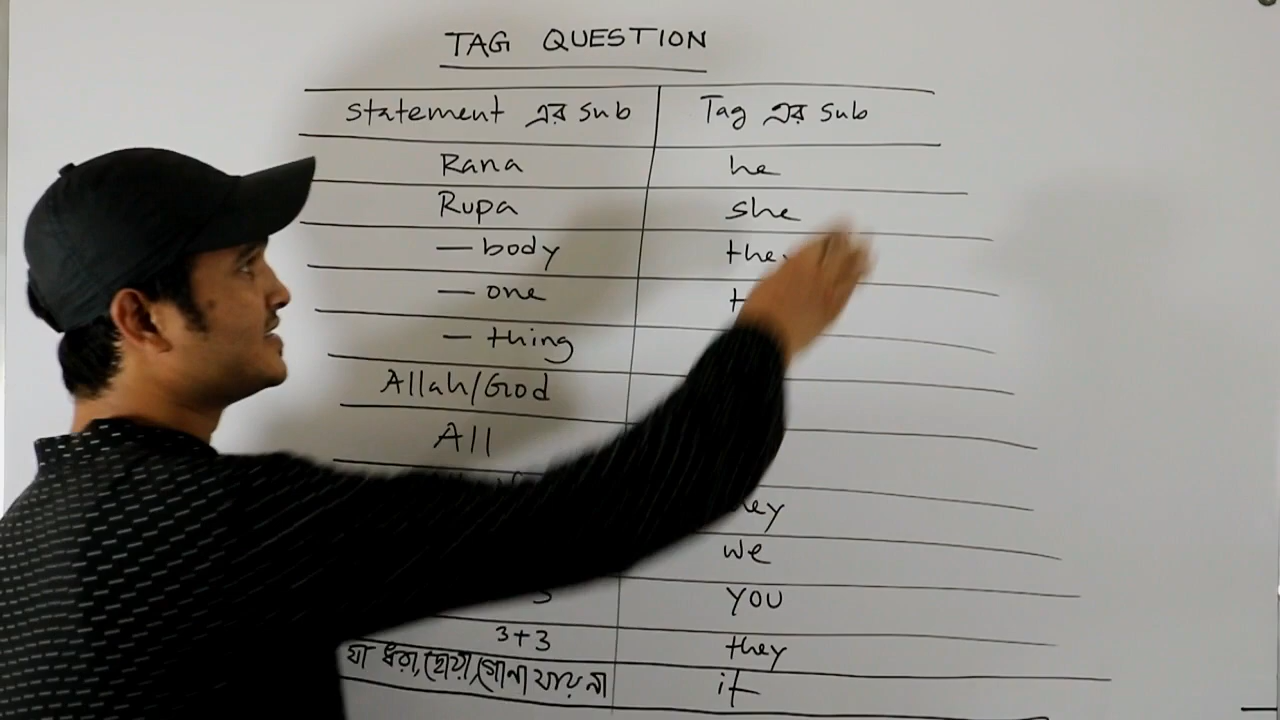 TAG QUESTION
Statement এর Sub Tag এর Sub
Rana he
Rupa she
— body
— one
— thing
Allah/God
All
we
YOU
3+3 they
যা ধরা, ছোয়া, গোনা যায় না it